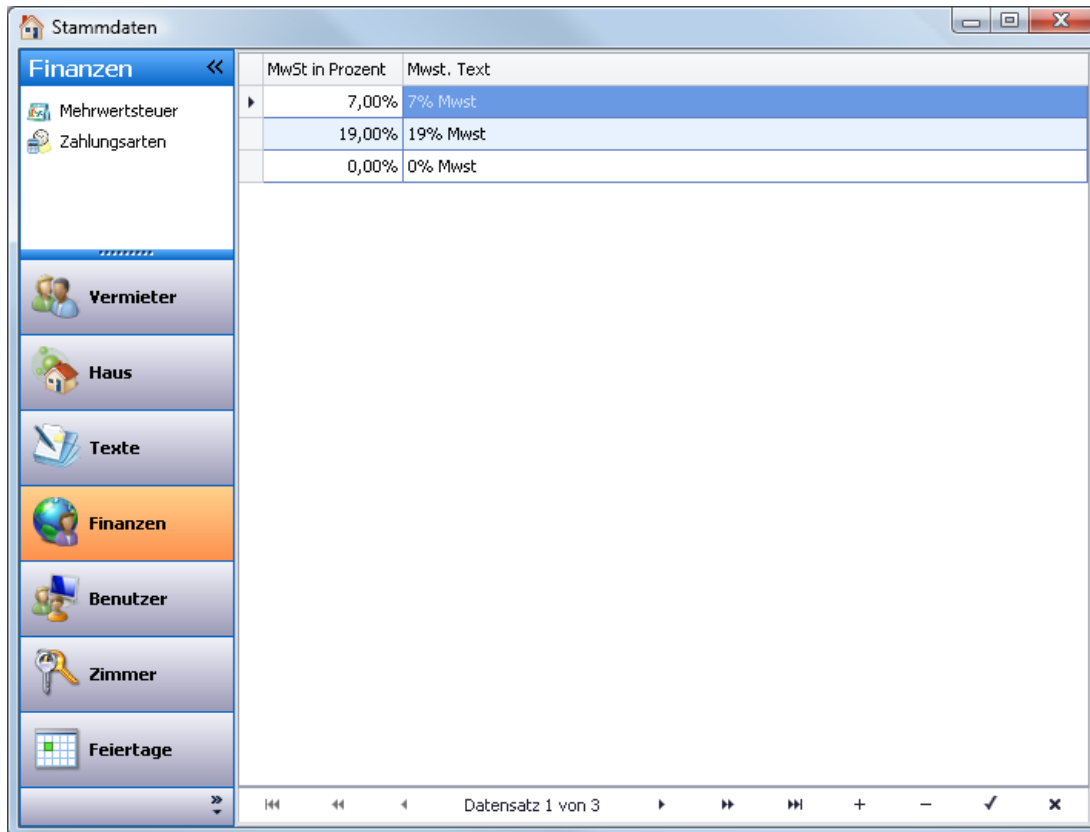 Stammdaten
Finanzen
Mehrwertsteuer
Zahlungsarten
Vermieter
Haus
Texte
Finanzen
Benutzer
Zimmer
Feiertage
MwSt in Prozent Mwst. Text
7,00% 7% Mwst
19,00% 19% Mwst
0,00% 0% Mwst
Datensatz 1 von 3